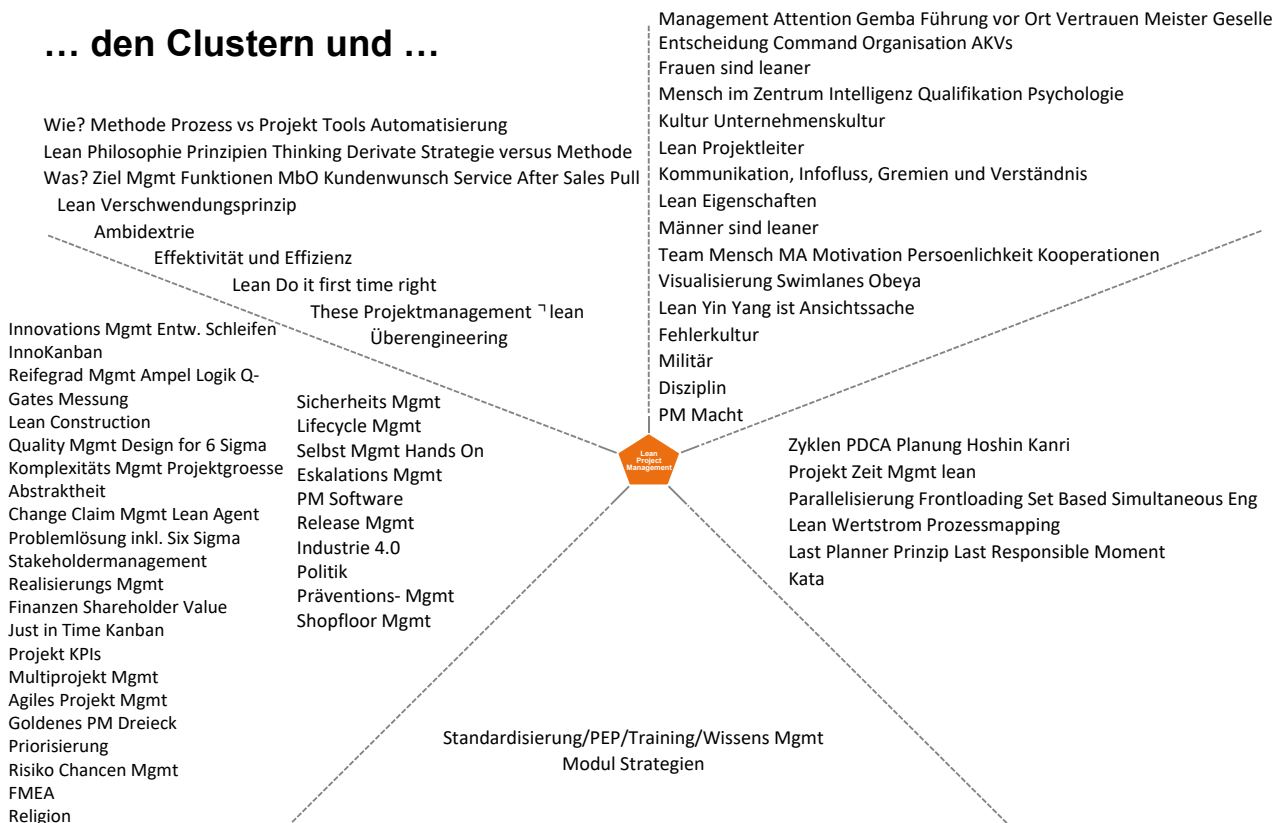 … den Clustern und …
Wie? Methode Prozess vs Projekt Tools Automatisierung
Lean Philosophie Prinzipien Thinking Derivate Strategie versus Methode
Was? Ziel Mgmt Funktionen MbO Kundenwunsch Service After Sales Pull
Lean Verschwendungsprinzip
Ambidextrie
Effektivität und Effizienz
Lean Do it first time right
These Projektmanagement ⌝ lean
Überengineering
Management Attention Gemba Führung vor Ort Vertrauen Meister Geselle
Entscheidung Command Organisation AKVs
Frauen sind leaner
Mensch im Zentrum Intelligenz Qualifikation Psychologie
Kultur Unternehmenskultur
Lean Projektleiter
Kommunikation, Infofluss, Gremien und Verständnis
Lean Eigenschaften
Männer sind leaner
Team Mensch MA Motivation Persoenlichkeit Kooperationen
Visualisierung Swimlanes Obeya
Lean Yin Yang ist Ansichtssache
Fehlerkultur
Militär
Disziplin
PM Macht
Innovations Mgmt Entw. Schleifen
InnoKanban
Reifegrad Mgmt Ampel Logik Q-
Gates Messung
Lean Construction
Quality Mgmt Design for 6 Sigma
Komplexitäts Mgmt Projektgroesse
Abstraktheit
Change Claim Mgmt Lean Agent
Problemlösung inkl. Six Sigma
Stakeholdermanagement
Realisierungs Mgmt
Finanzen Shareholder Value
Just in Time Kanban
Projekt KPIs
Multiprojekt Mgmt
Agiles Projekt Mgmt
Goldenes PM Dreieck
Priorisierung
Risiko Chancen Mgmt
FMEA
Religion
Sicherheits Mgmt
Lifecycle Mgmt
Selbst Mgmt Hands On
Eskalations Mgmt
PM Software
Release Mgmt
Industrie 4.0
Politik
Präventions- Mgmt
Shopfloor Mgmt
Lean
Project
Management
Zyklen PDCA Planung Hoshin Kanri
Projekt Zeit Mgmt lean
Parallelisierung Frontloading Set Based Simultaneous Eng
Lean Wertstrom Prozessmapping
Last Planner Prinzip Last Responsible Moment
Kata
Standardisierung/PEP/Training/Wissens Mgmt
Modul Strategien